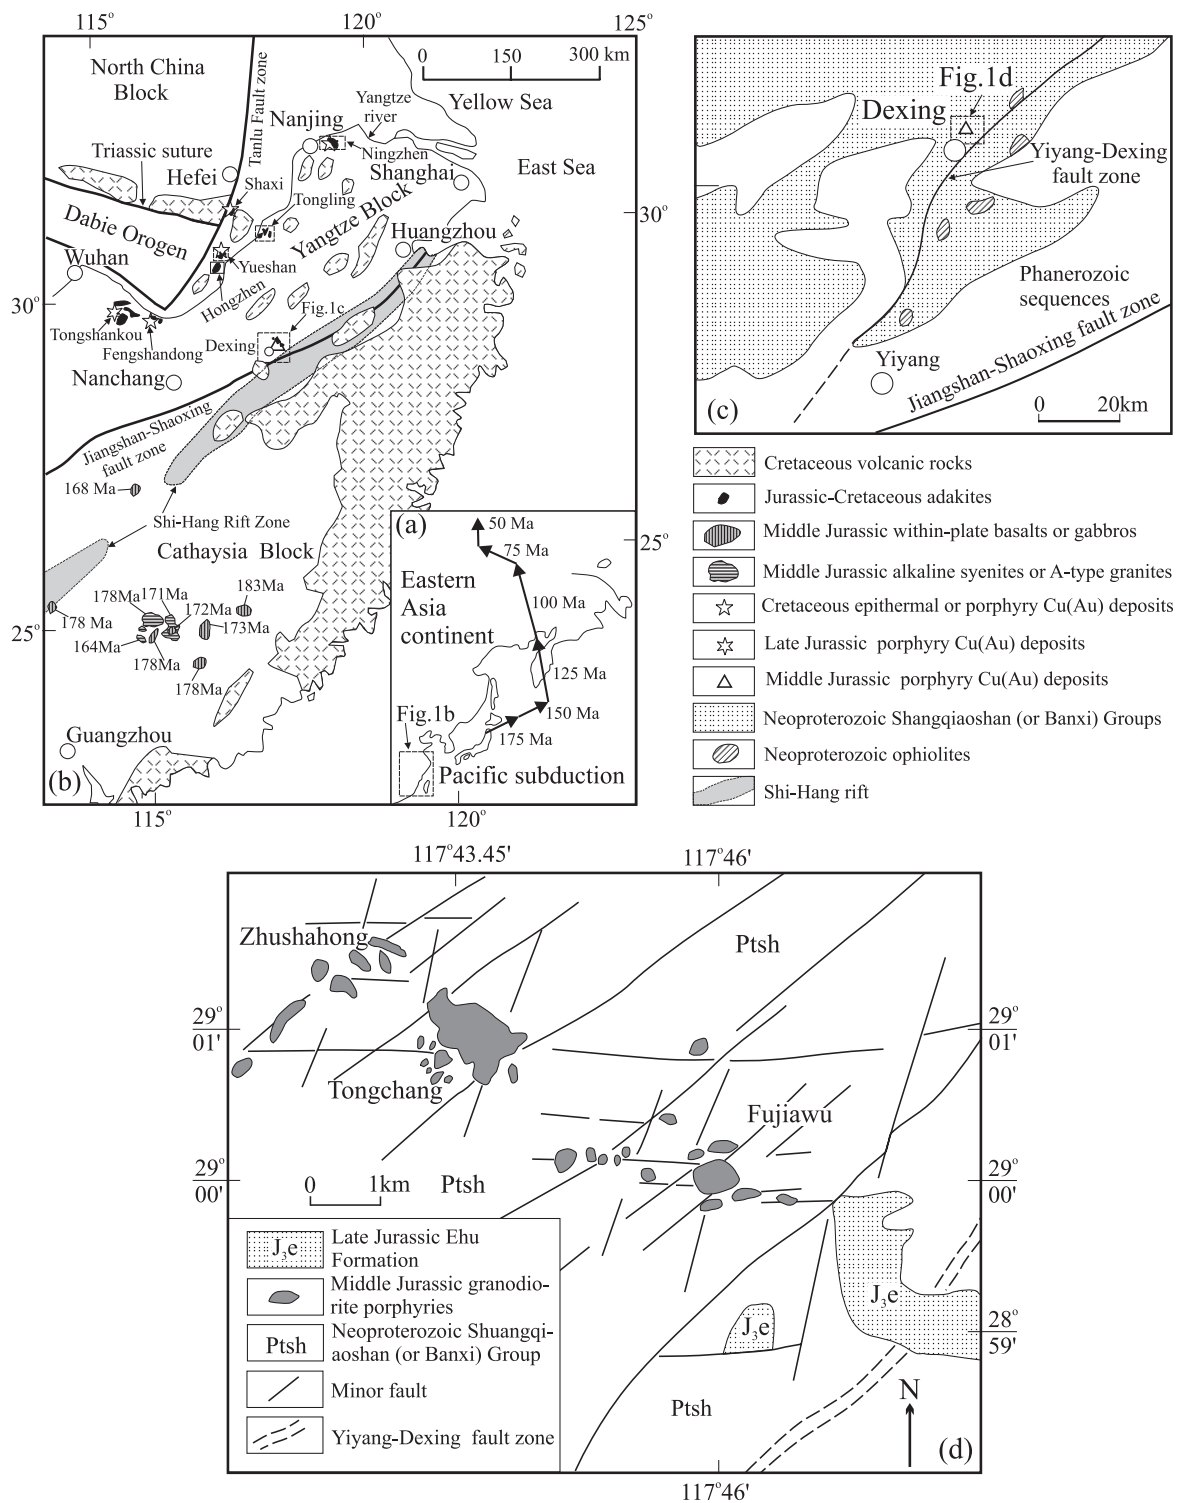 115°
120°
125°
North China
Block
Tanlu Fault zone
0
150
300 km
Yellow Sea
Yangtze
river
Nanjing
Ningzhen
Shanghai
East Sea
Triassic suture
Hefei
Shaxi
Tongling
Yangtze Block
30°
Dabie Orogen
Huangzhou
Wuhan
Yueshan
Hongzhen
Fig.1c
30°
Tongshankou
Fengshandong
Dexing
Nanchang
Jiangshan-Shaoxing
fault zone
168 Ma
Shi-Hang Rift Zone
Cathaysia Block
25°
183Ma
178Ma
171Ma
172Ma
173Ma
178 Ma
164Ma
178Ma
178Ma
25°
Guangzhou
(b)
115°
120°
(a)
50 Ma
75 Ma
Eastern
Asia
continent
100 Ma
125 Ma
150 Ma
175 Ma
Fig.1b
Pacific subduction
Fig.1d
Dexing
Yiyang-Dexing
fault zone
Phanerozoic
sequences
Yiyang
Jiangshan-Shaoxing fault zone
(c)
0
20km
Cretaceous volcanic rocks
Jurassic-Cretaceous adakites
Middle Jurassic within-plate basalts or gabbros
Middle Jurassic alkaline syenites or A-type granites
Cretaceous epithermal or porphyry Cu(Au) deposits
Late Jurassic porphyry Cu(Au) deposits
Middle Jurassic porphyry Cu(Au) deposits
Neoproterozoic Shangqiaoshan (or Banxi) Groups
Neoproterozoic ophiolites
Shi-Hang rift
117°43.45'
117°46'
Zhushahong
Ptsh
29°
01'
29°
01'
Tongchang
Fujiawu
29°
00'
0
1km
Ptsh
29°
00'
J₃e
Late Jurassic Ehu
Formation
Middle Jurassic granodio-
rite porphyries
Ptsh
Neoproterozoic Shuangqi-
aoshan (or Banxi) Group
Minor fault
Yiyang-Dexing fault zone
J₃e
J₃e
28°
59'
Ptsh
N
(d)
117°46'